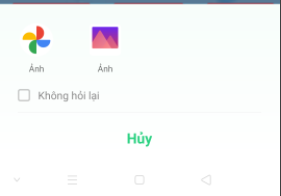 Ảnh Ảnh
Không hỏi lại
Hủy